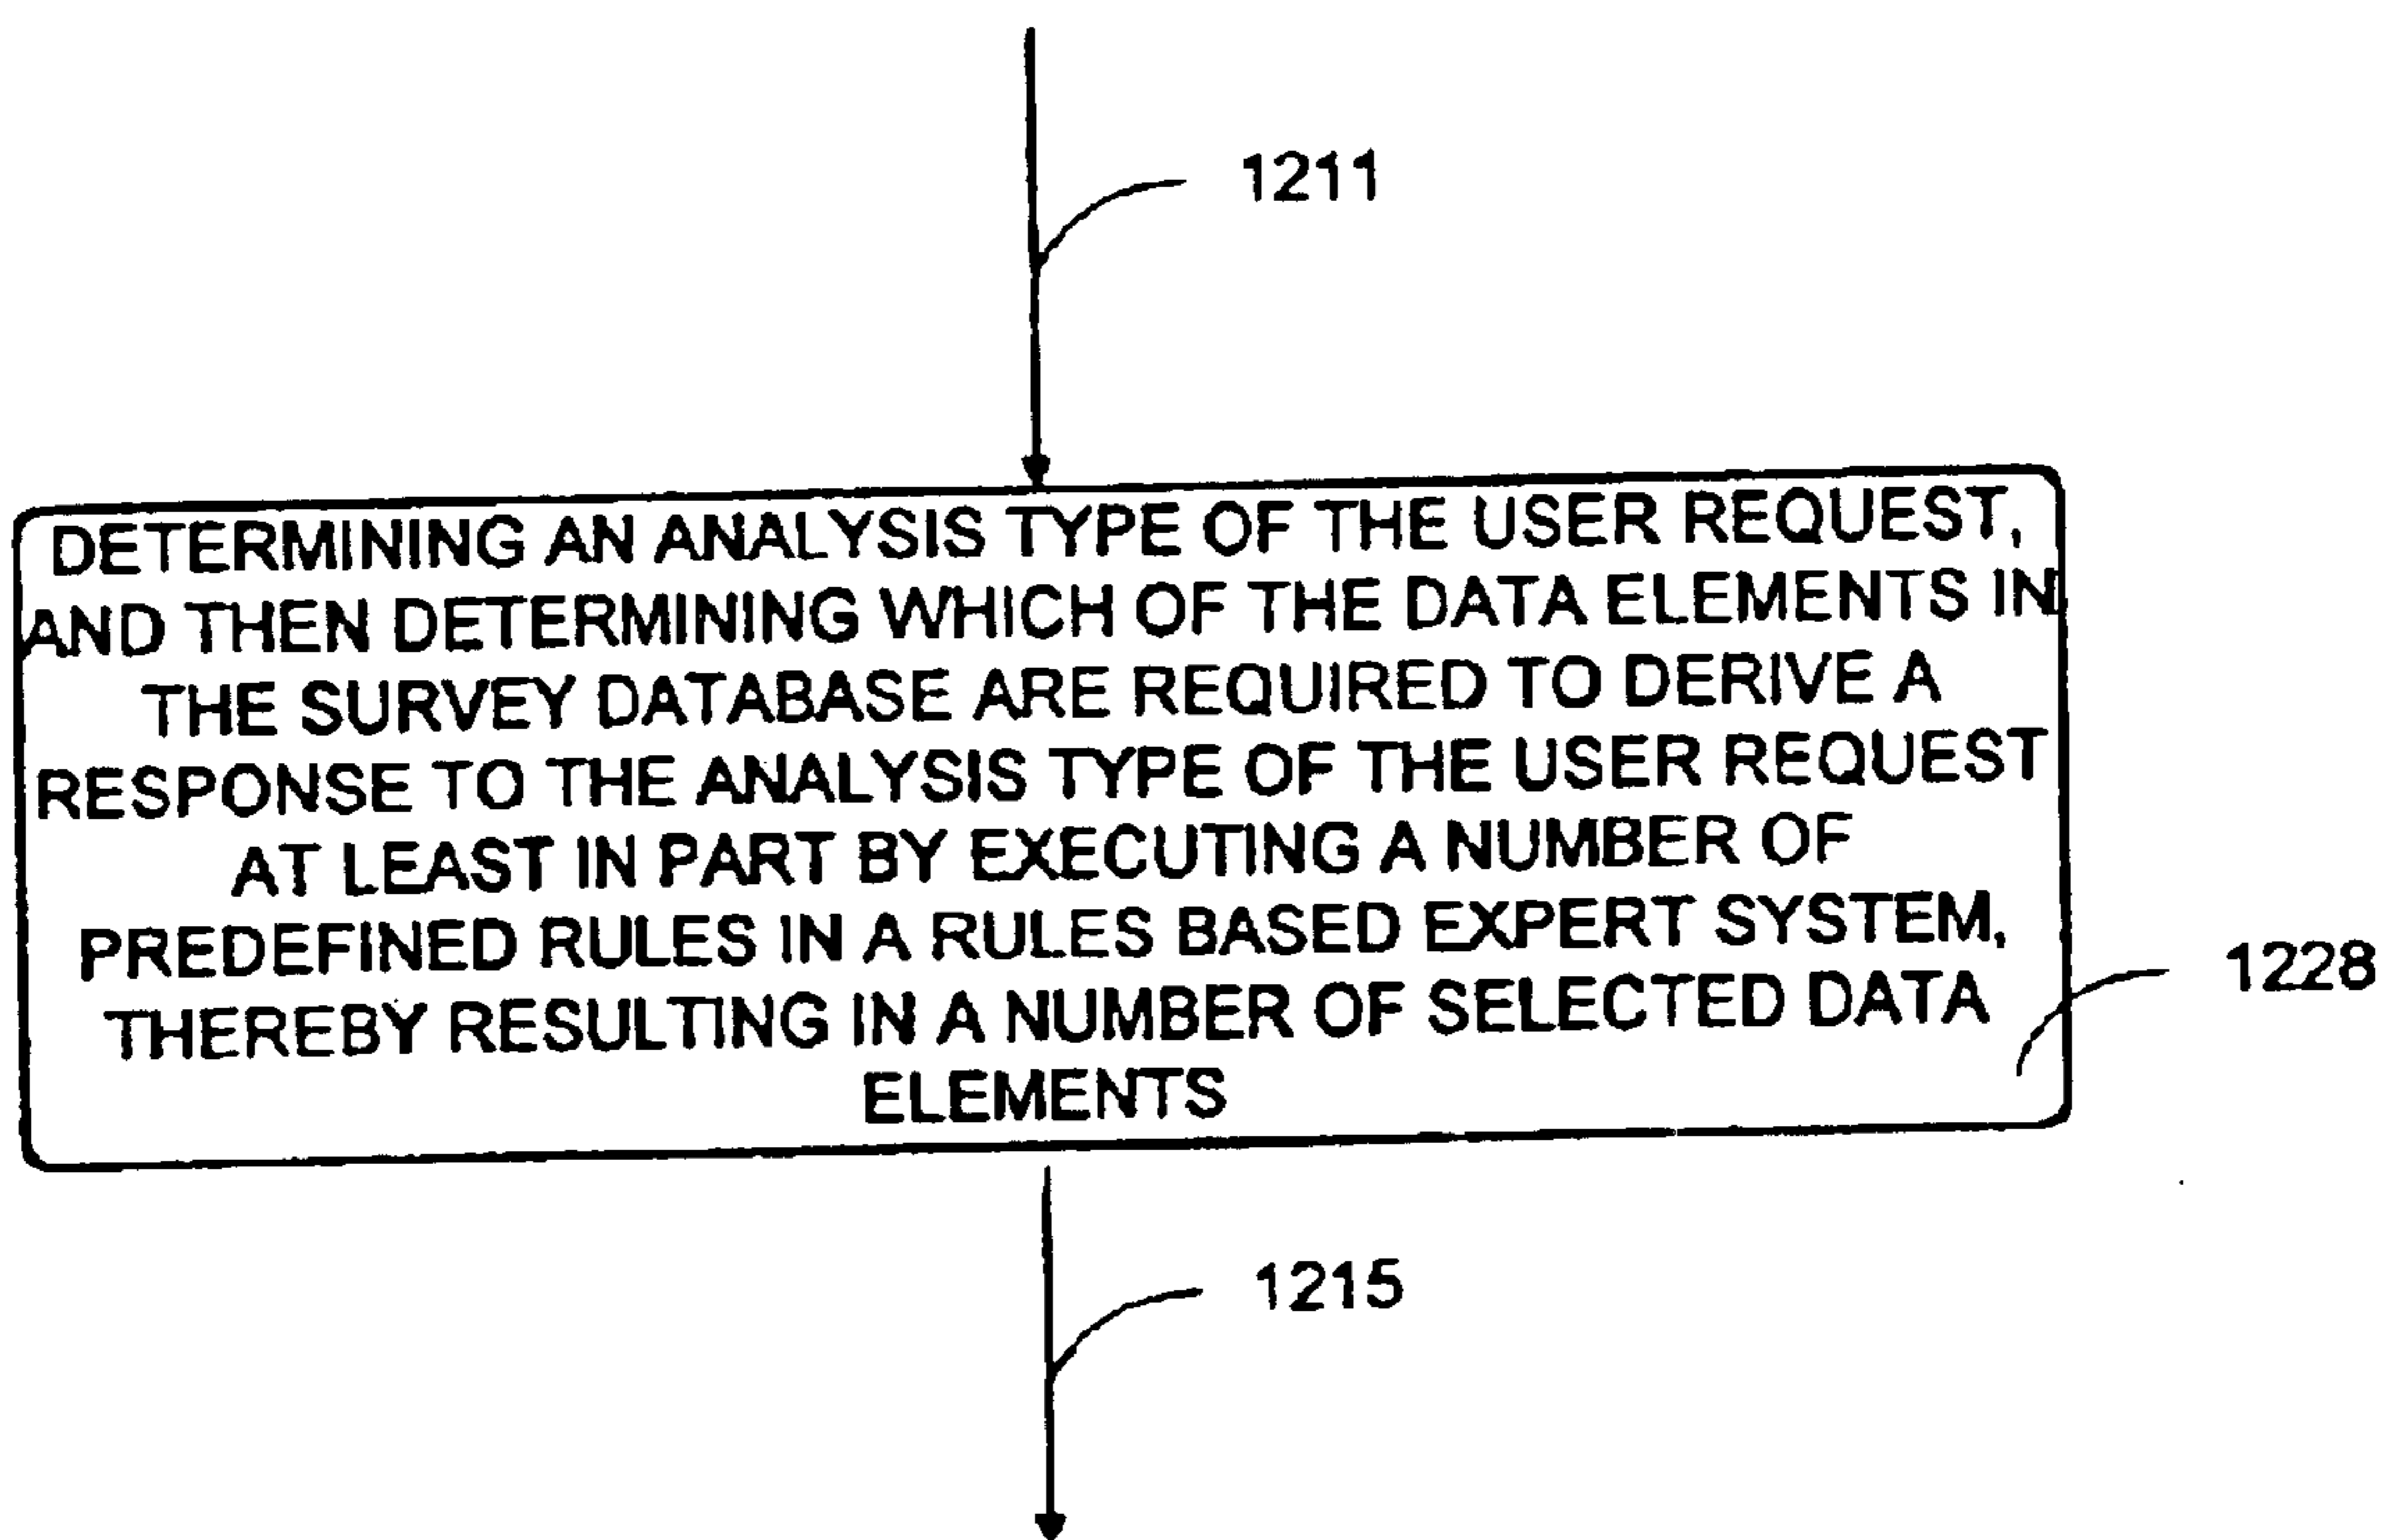 1211
DETERMINING AN ANALYSIS TYPE OF THE USER REQUEST,
AND THEN DETERMINING WHICH OF THE DATA ELEMENTS IN
THE SURVEY DATABASE ARE REQUIRED TO DERIVE A
RESPONSE TO THE ANALYSIS TYPE OF THE USER REQUEST
AT LEAST IN PART BY EXECUTING A NUMBER OF
PREDEFINED RULES IN A RULES BASED EXPERT SYSTEM,
THEREBY RESULTING IN A NUMBER OF SELECTED DATA
ELEMENTS
1228
1215